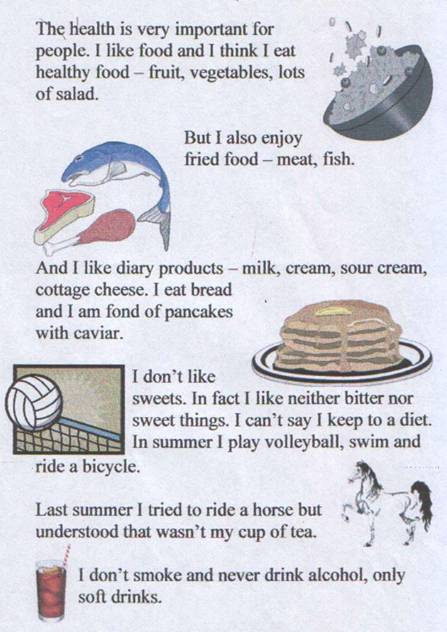 The health is very important for
people. I like food and I think I eat
healthy food – fruit, vegetables, lots
of salad.
But I also enjoy
fried food – meat, fish.
And I like diary products – milk, cream, sour cream,
cottage cheese. I eat bread
and I am fond of pancakes
with caviar.
I don't like
sweets. In fact I like neither bitter nor
sweet things. I can't say I keep to a diet.
In summer I play volleyball, swim and
ride a bicycle.
Last summer I tried to ride a horse but
understood that wasn't my cup of tea.
I don't smoke and never drink alcohol, only
soft drinks.